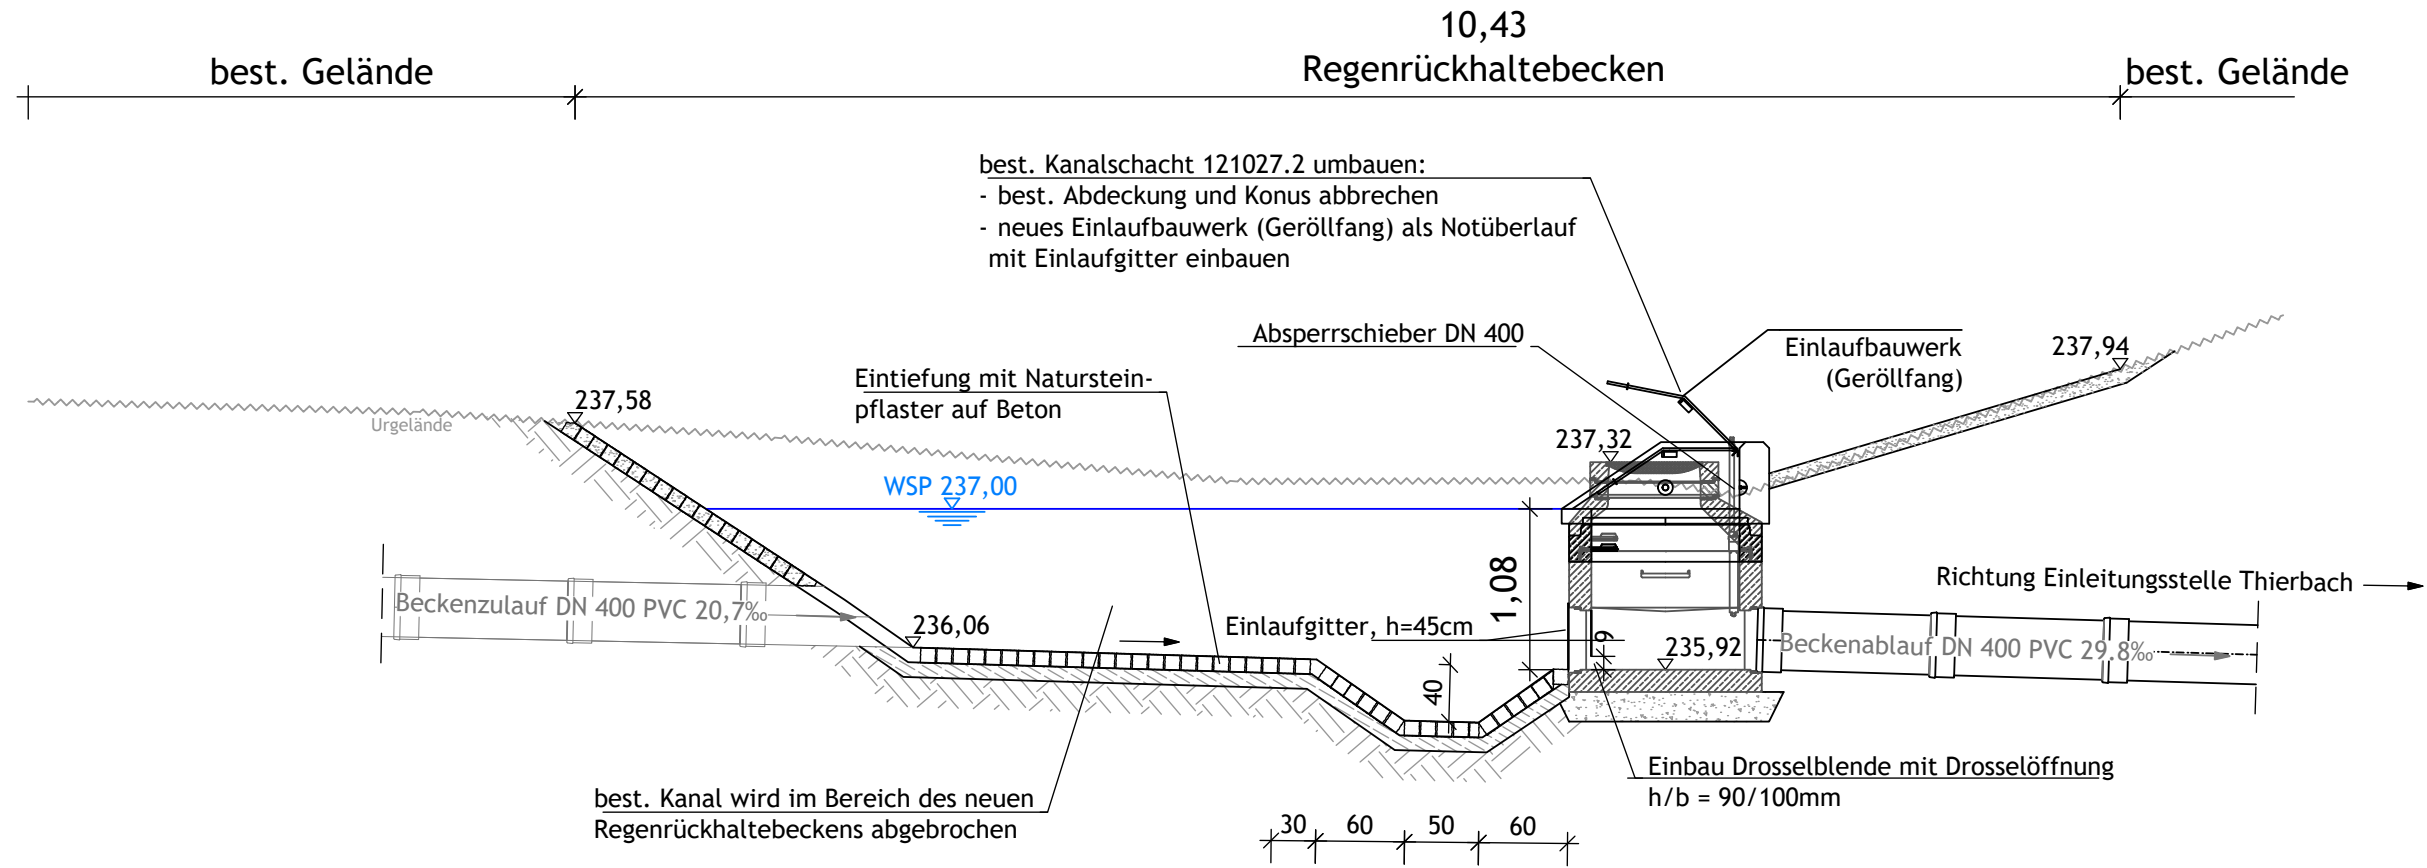 10,43
best. Gelände
Regenrückhaltebecken
best. Gelände
best. Kanalschacht 121027.2 umbauen:
- best. Abdeckung und Konus abbrechen
- neues Einlaufbauwerk (Geröllfang) als Notüberlauf
mit Einlaufgitter einbauen
Absperrschieber DN 400
Einlaufbauwerk
(Geröllfang)
237,94
Eintiefung mit Naturstein-
pflaster auf Beton
237,58
Urgelände
237,32
WSP 237,00
1,08
Richtung Einleitungsstelle Thierbach
Beckenzulauf DN 400 PVC 20,7‰
236,06
Einlaufgitter, h=45cm
9
235,92
Beckenablauf DN 400 PVC 29.8‰
40
Einbau Drosselblende mit Drosselöffnung
h/b = 90/100mm
best. Kanal wird im Bereich des neuen
Regenrückhaltebeckens abgebrochen
30 60 50 60